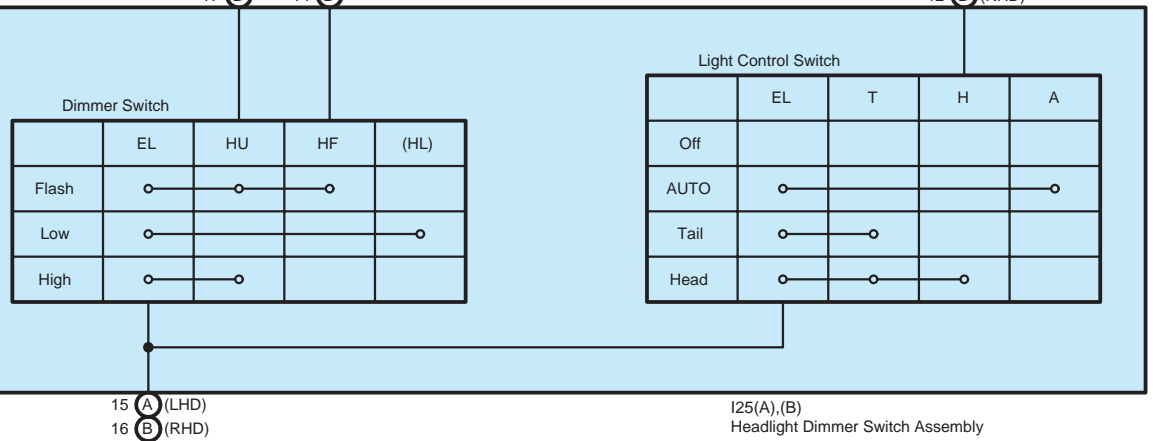 Light Control Switch
EL T H A
Off
AUTO
Tail
Head
Dimmer Switch
EL HU HF (HL)
Flash
Low
High
15 A (LHD)
16 B (RHD)
I25(A),(B)
Headlight Dimmer Switch Assembly